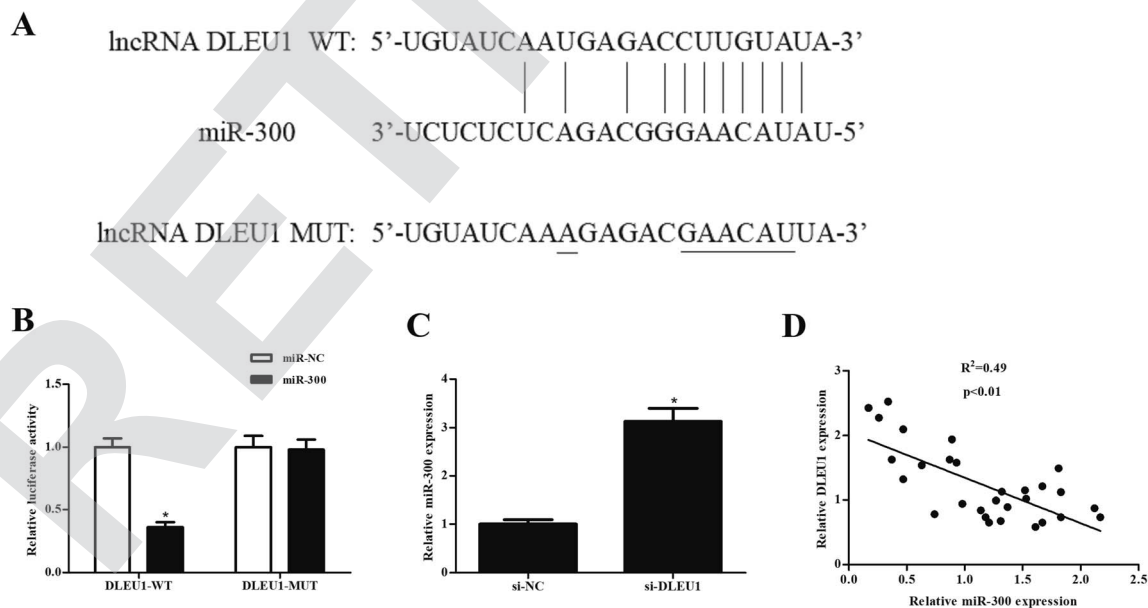 A
lncRNA DLEU1 WT: 5’-UGUAUCAAUGAGACCUUGUAUA-3’
miR-300 3’-UCUCUCUCAGACGGGAACAUAU-5’
lncRNA DLEU1 MUT: 5’-UGUAUCAAAGAGACGAACAUUA-3’
B
miR-NC
miR-300
Relative luciferase activity
1.5
1.0
0.5
0.0
*
DLEU1-WT DLEU1-MUT
C
Relative miR-300 expression
4
3
2
1
0
*
si-NC si-DLEU1
D
R²=0.49
p<0.01
Relative DLEU1 expression
3
2
1
0
0.0 0.5 1.0 1.5 2.0 2.5
Relative miR-300 expression
RET